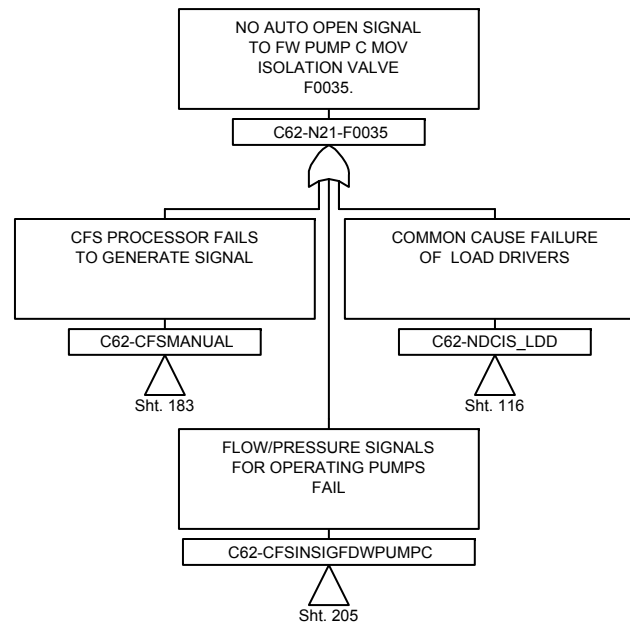 NO AUTO OPEN SIGNAL
TO FW PUMP C MOV
ISOLATION VALVE
F0035.
C62-N21-F0035
CFS PROCESSOR FAILS
TO GENERATE SIGNAL
C62-CFSMANUAL
Sht. 183
COMMON CAUSE FAILURE
OF LOAD DRIVERS
C62-NDCIS_LDD
Sht. 116
FLOW/PRESSURE SIGNALS
FOR OPERATING PUMPS
FAIL
C62-CFSINSIGFDWPUMPC
Sht. 205